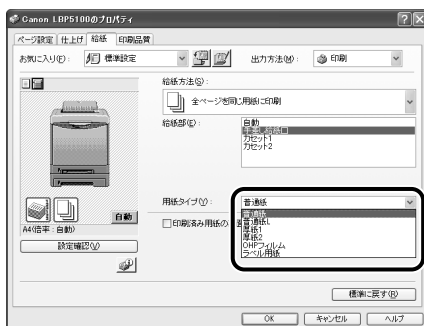 Canon LBP5100のプロパティ
ページ設定 仕上げ 給紙 印刷品質
お気に入り(F): 標準設定 出力方法(M): 印刷
給紙方法(S):
全ページを同じ用紙に印刷
給紙部(E): 自動
手差し給紙口
カセット1
カセット2
用紙タイプ(Y): 普通紙
普通紙
普通紙L
厚紙1
厚紙2
OHPフィルム
ラベル用紙
印刷済み用紙の
自動
A4(倍率:自動)
設定確認(V)
標準に戻す(R)
OK キャンセル ヘルプ